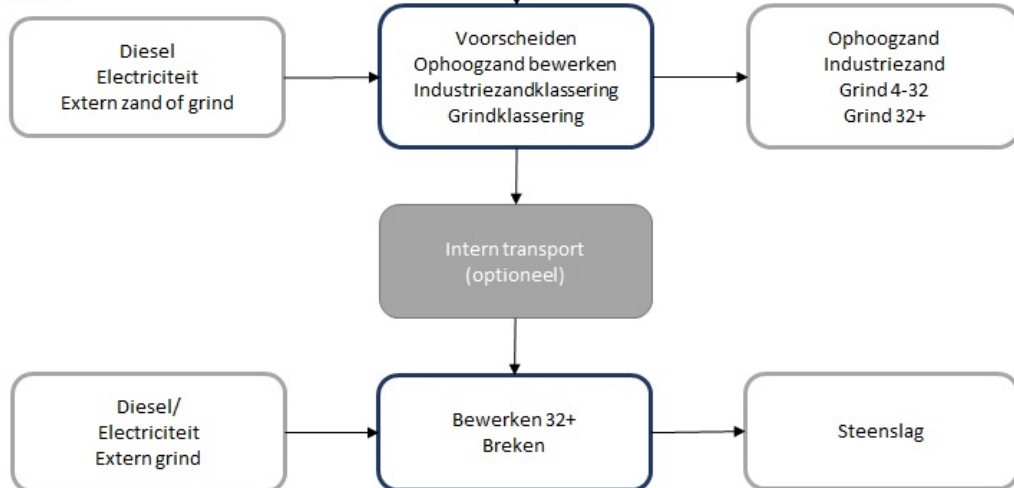 Diesel
Electriciteit
Extern zand of grind
Voorscheiden
Ophoogzand bewerken
Industriezandklassering
Grindklassering
Ophoogzand
Industriezand
Grind 4-32
Grind 32+
Intern transport
(optioneel)
Diesel/
Electriciteit
Extern grind
Bewerken 32+
Breken
Steenslag